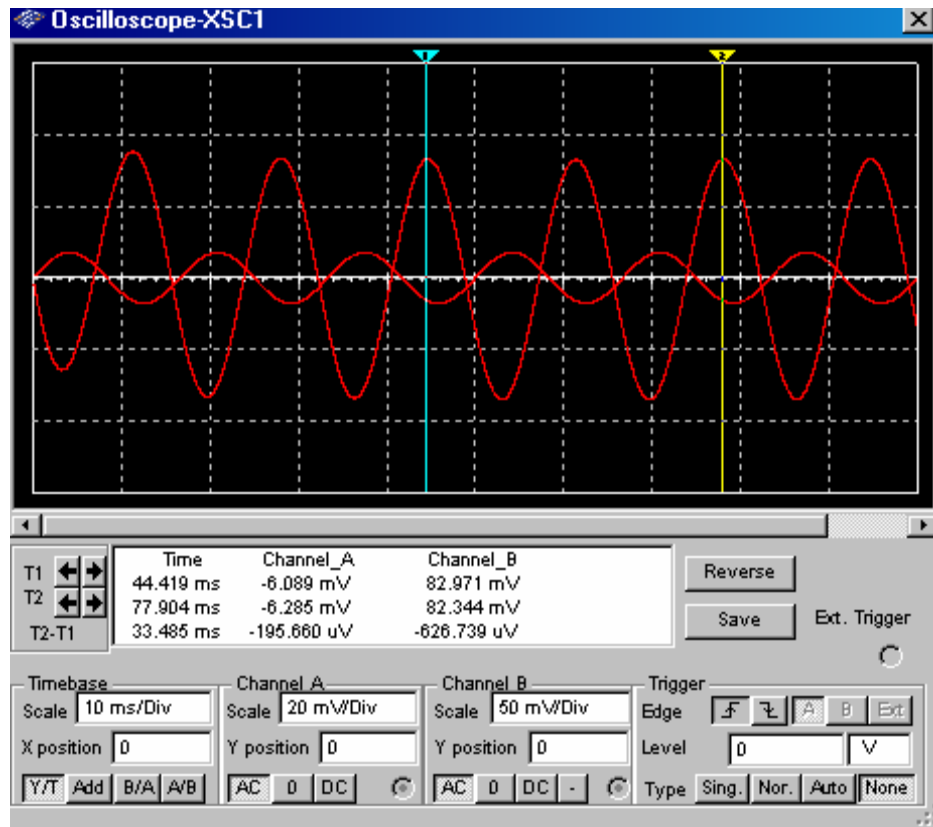 Oscilloscope-XSC1
1 2
Time Channel_A Channel_B
T1 44.419 ms -6.089 mV 82.971 mV
T2 77.904 ms -6.285 mV 82.344 mV
T2-T1 33.485 ms -195.660 uV -626.739 uV
Reverse
Save
Ext. Trigger
Timebase
Scale 10 ms/Div
X position 0
Y/T Add B/A A/B
Channel A
Scale 20 mV/Div
Y position 0
AC 0 DC
Channel B
Scale 50 mV/Div
Y position 0
AC 0 DC -
Trigger
Edge A B Ext
Level 0 V
Type Sing. Nor. Auto None